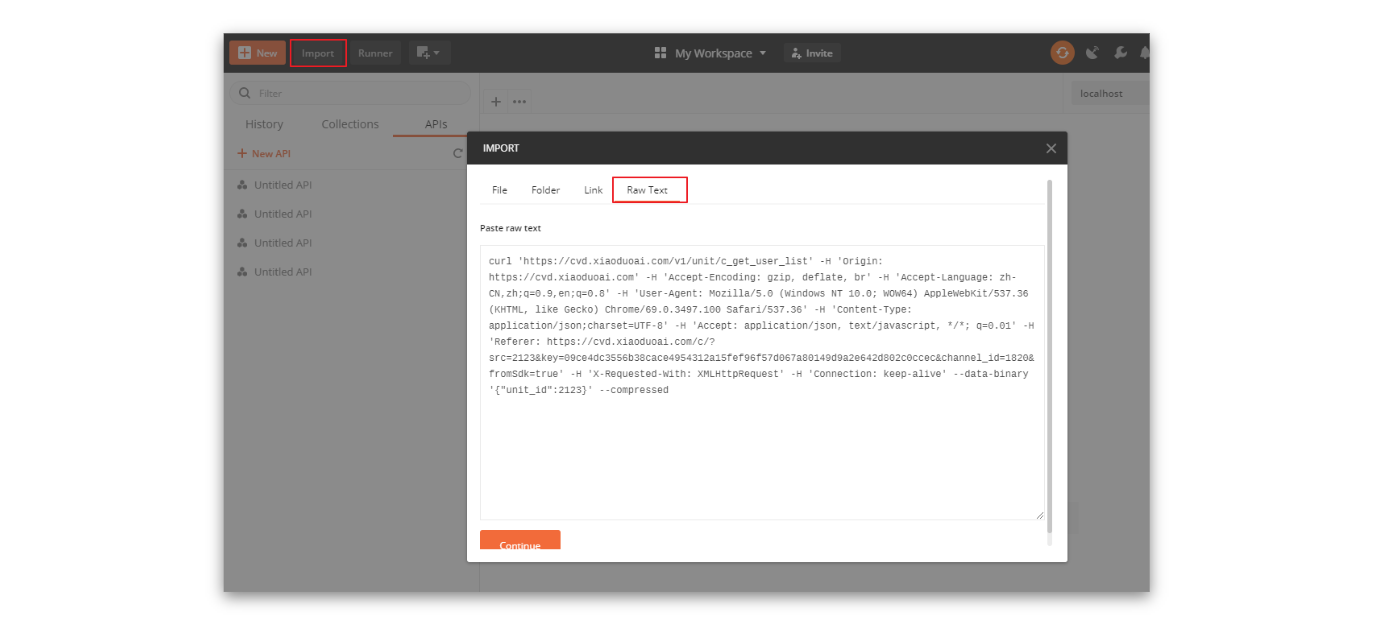 New Import Runner My Workspace Invite
Filter
localhost
History Collections APIs
New API
IMPORT
Untitled API
Untitled API
Untitled API
Untitled API
File Folder Link Raw Text
Paste raw text
curl 'https://cvd.xiaoduoai.com/v1/unit/c_get_user_list' -H 'Origin:
https://cvd.xiaoduoai.com' -H 'Accept-Encoding: gzip, deflate, br' -H 'Accept-Language: zh-
CN,zh;q=0.9,en;q=0.8' -H 'User-Agent: Mozilla/5.0 (Windows NT 10.0; WOW64) AppleWebKit/537.36
(KHTML, like Gecko) Chrome/69.0.3497.100 Safari/537.36' -H 'Content-Type:
application/json;charset=UTF-8' -H 'Accept: application/json, text/javascript, */*; q=0.01' -H
'Referer: https://cvd.xiaoduoai.com/c/?
src=2123&key=09ce4dc3556b38cace4954312a15fef96f57d067a80149d9a2e642d802c0ccec&channel_id=1820&
fromSdk=true' -H 'X-Requested-With: XMLHttpRequest' -H 'Connection: keep-alive' --data-binary
'{"unit_id":2123}' --compressed
Continue